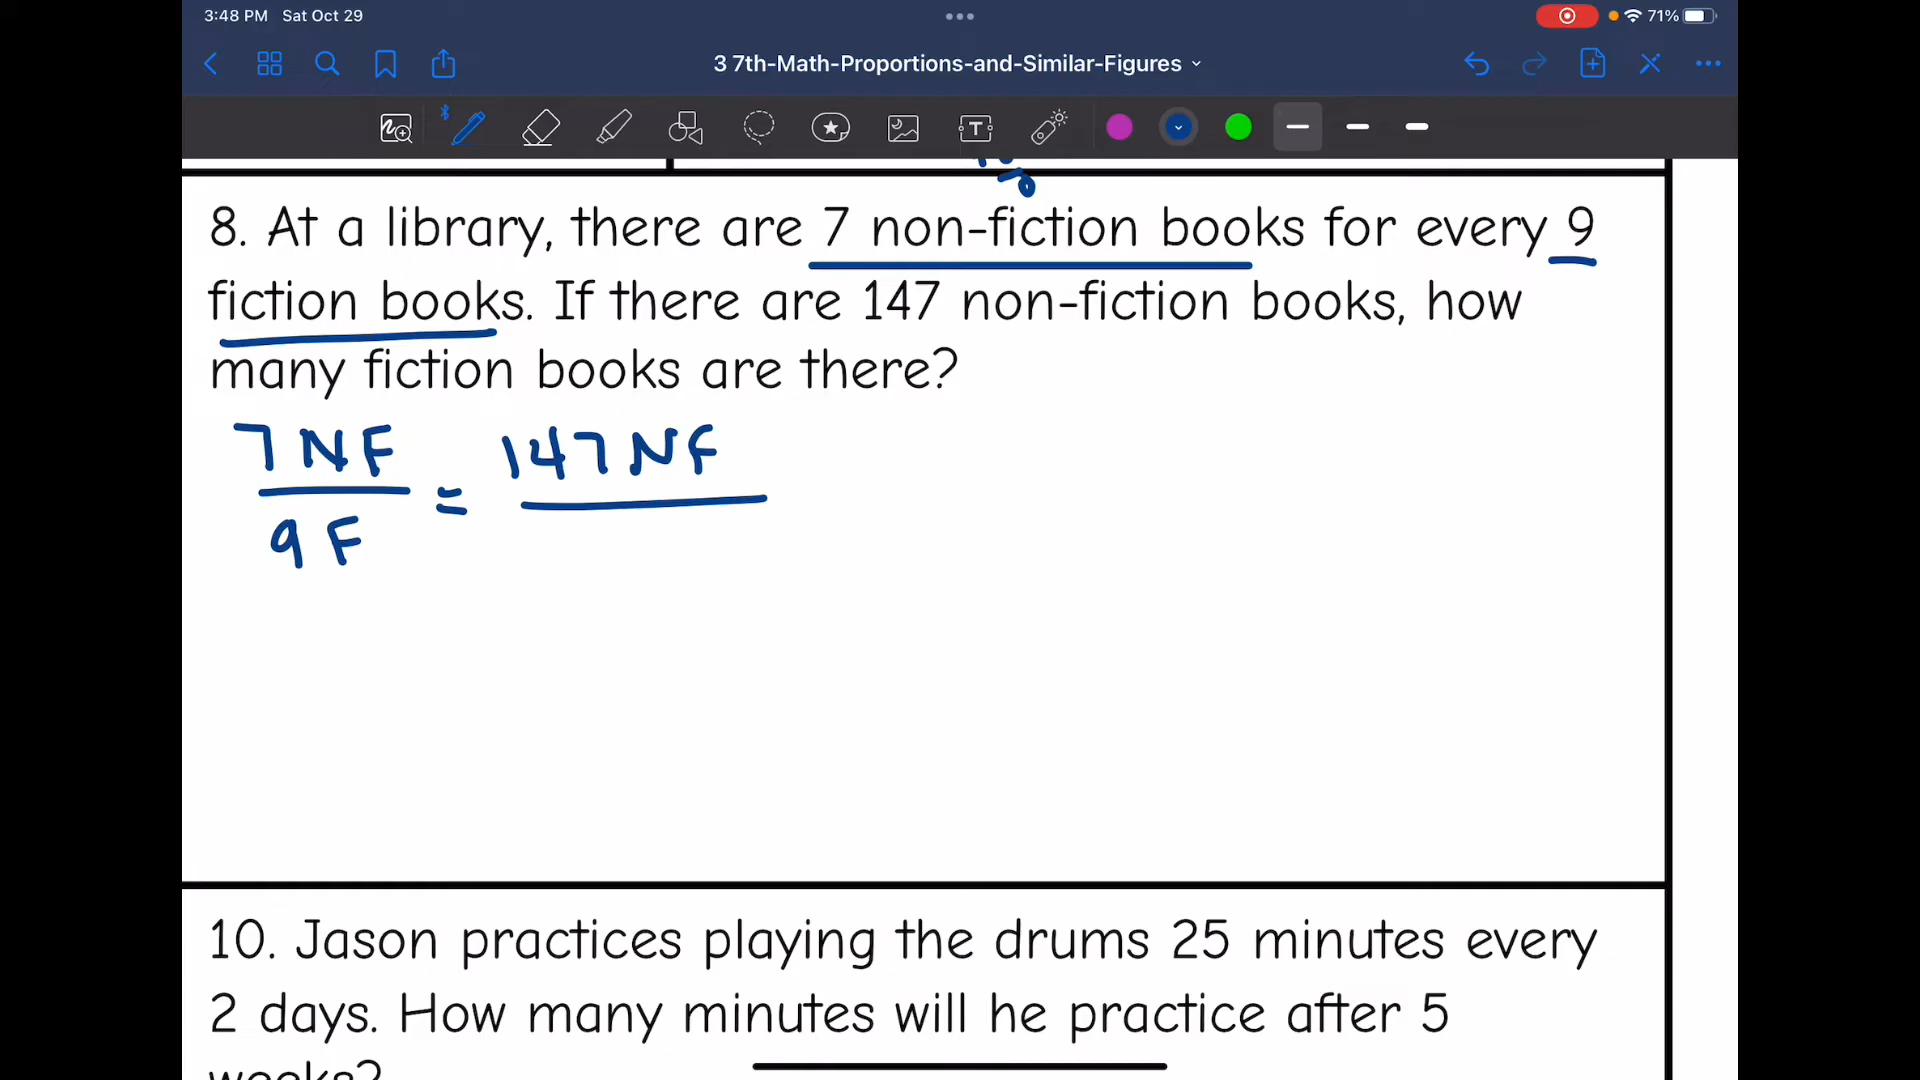 3:48 PM Sat Oct 29
71%
3 7th-Math-Proportions-and-Similar-Figures
T
8. At a library, there are 7 non-fiction books for every 9
fiction books. If there are 147 non-fiction books, how
many fiction books are there?
7 NF = 147 NF
9 F
10. Jason practices playing the drums 25 minutes every
2 days. How many minutes will he practice after 5
weeks?